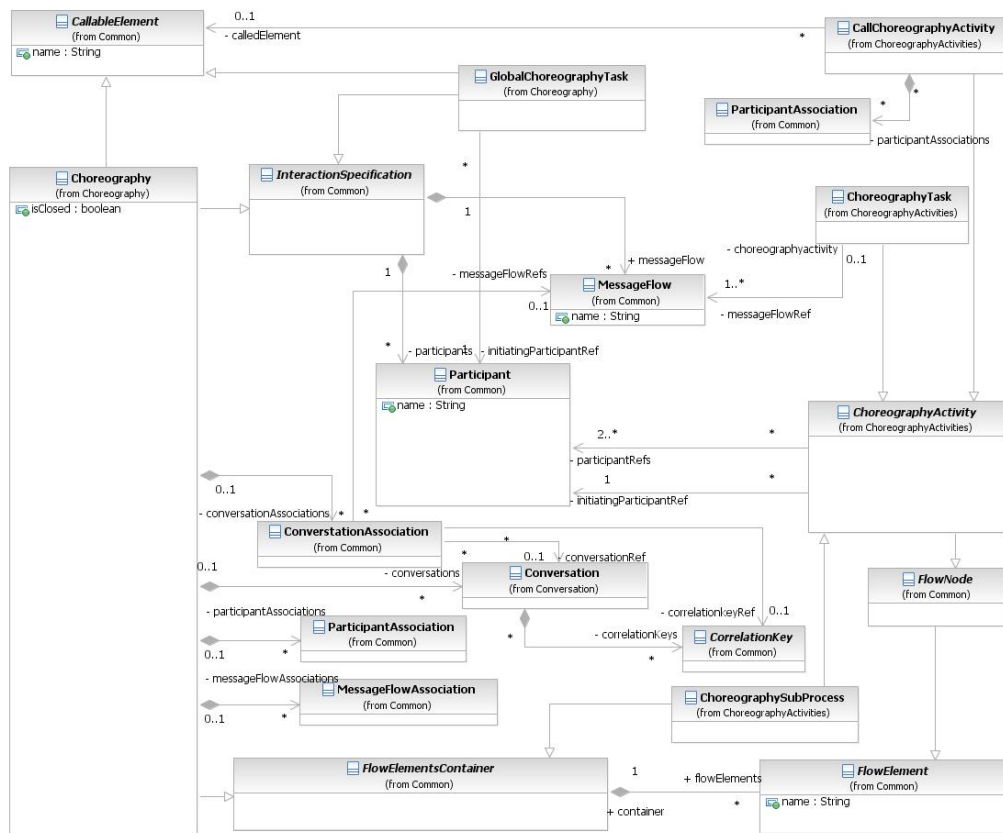 CallableElement
(from Common)
name : String
0..1
- calledElement
*
CallChoreographyActivity
(from ChoreographyActivities)
GlobalChoreographyTask
(from Choreography)
*
*
ParticipantAssociation
(from Common)
- participantAssociations
*
Choreography
(from Choreography)
isClosed : boolean
InteractionSpecification
(from Common)
1
1
ChoreographyTask
(from ChoreographyActivities)
- choreographyactivity
0..1
+ messageFlow
*
- messageFlowRefs
0..1
MessageFlow
(from Common)
name : String
1..*
- messageFlowRef
*
- participants
1
- initiatingParticipantRef
Participant
(from Common)
name : String
ChoreographyActivity
(from ChoreographyActivities)
2..*
*
- participantRefs
1
*
- initiatingParticipantRef
0..1
- conversationAssociations
*
*
ConverstationAssociation
(from Common)
*
*
0..1
- conversationRef
0..1
- conversations
*
Conversation
(from Conversation)
FlowNode
(from Common)
- participantAssociations
0..1
*
ParticipantAssociation
(from Common)
*
- correlationKeys
*
- correlationkeyRef
0..1
CorrelationKey
(from Common)
- messageFlowAssociations
0..1
*
MessageFlowAssociation
(from Common)
ChoreographySubProcess
(from ChoreographyActivities)
FlowElementsContainer
(from Common)
1
+ flowElements
+ container
*
FlowElement
(from Common)
name : String